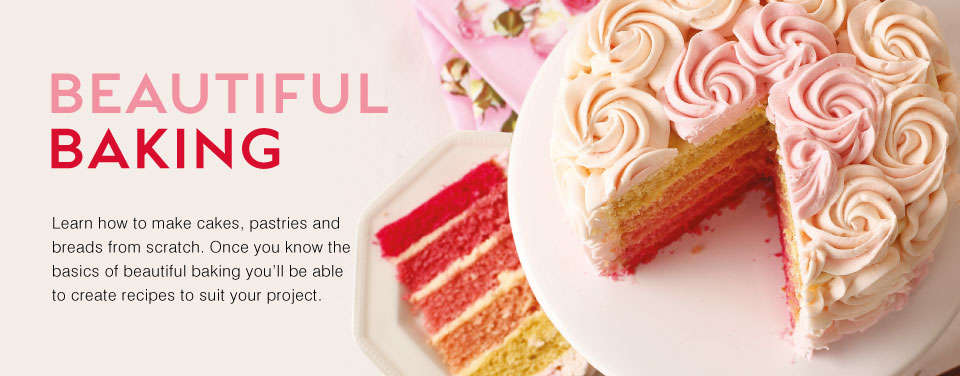 BEAUTIFUL
BAKING
Learn how to make cakes, pastries and
breads from scratch. Once you know the
basics of beautiful baking you'll be able
to create recipes to suit your project.